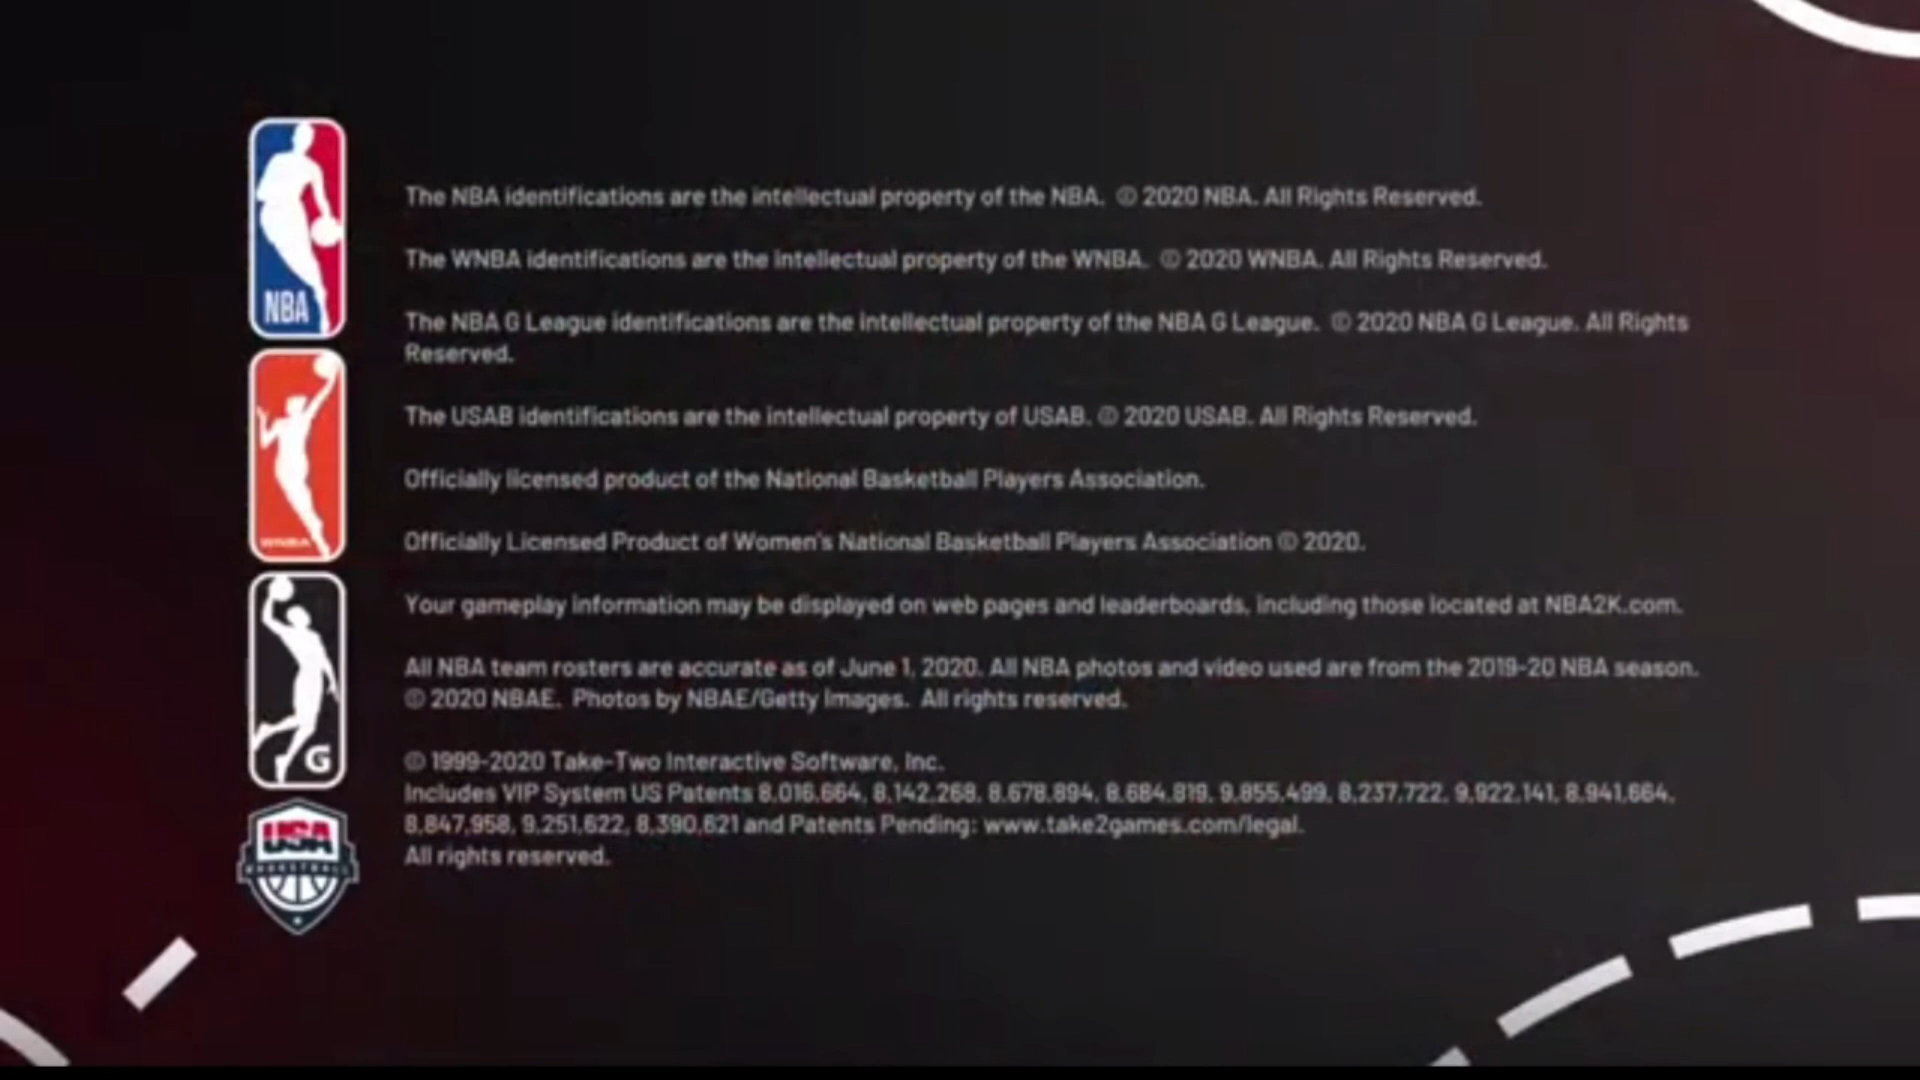 NBA
The NBA identifications are the intellectual property of the NBA. © 2020 NBA. All Rights Reserved.
The WNBA identifications are the intellectual property of the WNBA. © 2020 WNBA. All Rights Reserved.
The NBA G League identifications are the intellectual property of the NBA G League. © 2020 NBA G League. All Rights
Reserved.
The USAB identifications are the intellectual property of USAB. © 2020 USAB. All Rights Reserved.
Officially licensed product of the National Basketball Players Association.
WNBA
Officially Licensed Product of Women's National Basketball Players Association © 2020.
Your gameplay information may be displayed on web pages and leaderboards, including those located at NBA2K.com.
All NBA team rosters are accurate as of June 1, 2020. All NBA photos and video used are from the 2019-20 NBA season.
© 2020 NBAE. Photos by NBAE/Getty Images. All rights reserved.
G
© 1999-2020 Take-Two Interactive Software, Inc.
Includes VIP System US Patents 8,016,664, 8,142,268, 8,678,894, 8,684,819, 9,855,499, 8,237,722, 9,922,141, 8,941,664,
8,847,958, 9,251,622, 8,390,621 and Patents Pending: www.take2games.com/legal.
All rights reserved.
USA
BASKETBALL